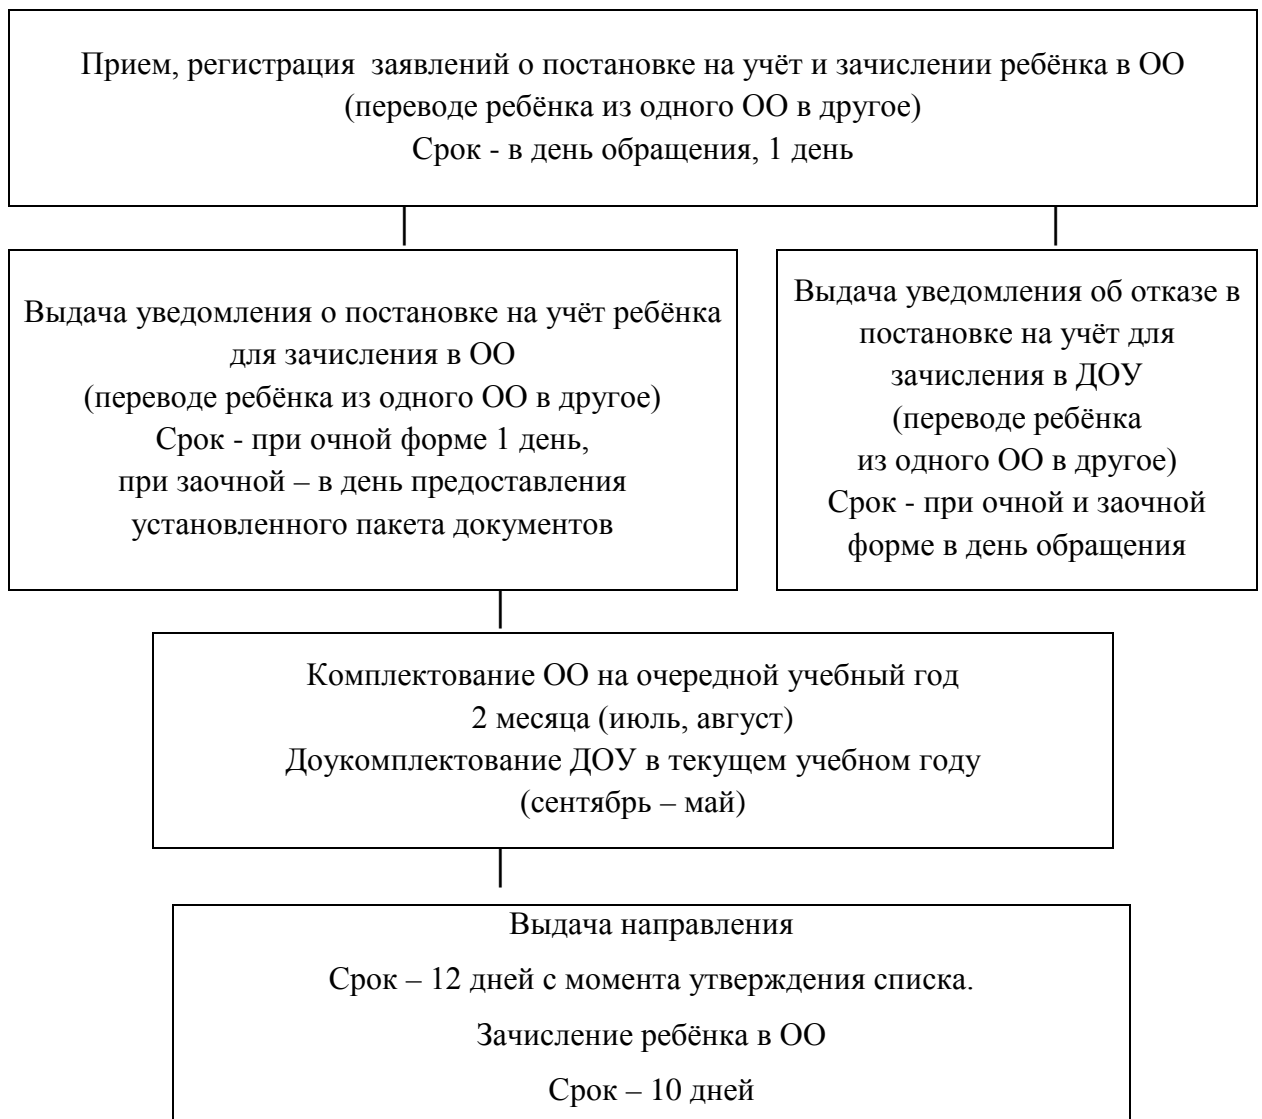 Прием, регистрация  заявлений о постановке на учёт и зачислении ребёнка в ОО
(переводе ребёнка из одного ОО в другое)
Срок - в день обращения, 1 день
Выдача уведомления о постановке на учёт ребёнка
для зачисления в ОО
(переводе ребёнка из одного ОО в другое)
Срок - при очной форме 1 день,
при заочной – в день предоставления
установленного пакета документов
Выдача уведомления об отказе в
постановке на учёт для
зачисления в ДОУ
(переводе ребёнка
из одного ОО в другое)
Срок - при очной и заочной
форме в день обращения
Комплектование ОО на очередной учебный год
2 месяца (июль, август)
Доукомплектование ДОУ в текущем учебном году
(сентябрь – май)
Выдача направления
Срок – 12 дней с момента утверждения списка.
Зачисление ребёнка в ОО
Срок – 10 дней